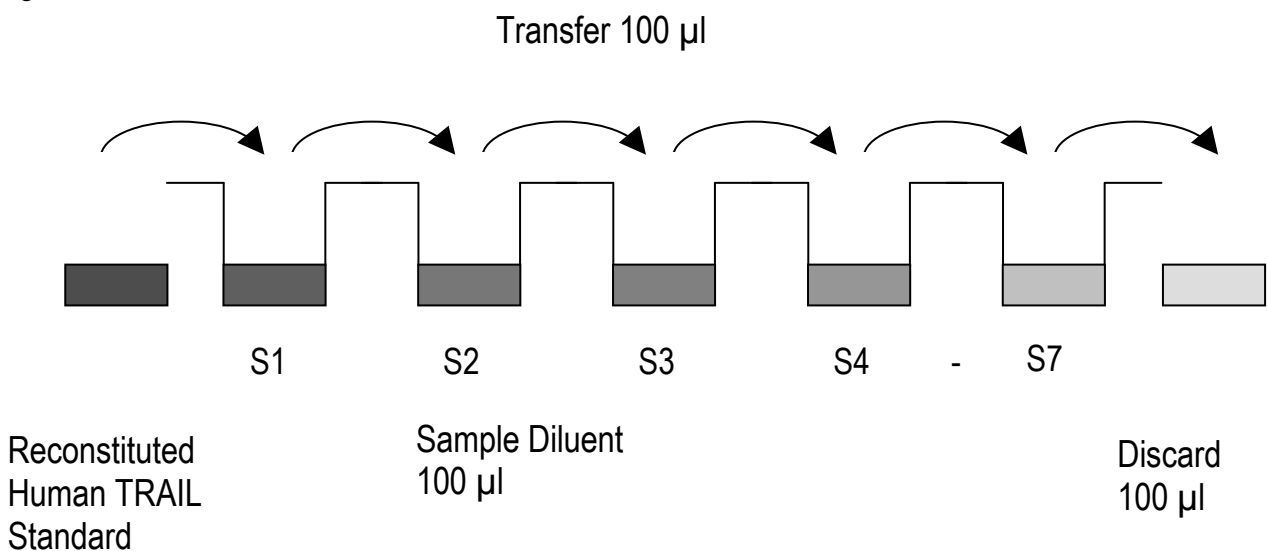 Transfer 100 µl
S1 S2 S3 S4 - S7
Reconstituted
Human TRAIL
Standard
Sample Diluent
100 µl
Discard
100 µl